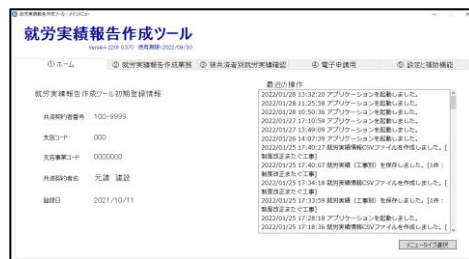 就労実績報告作成ツール - メインメニュー
就労実績報告作成ツール
Version 2201.0.070 使用期限:2022/09/30
① ホーム
② 就労実績報告作成業務
③ 被共済者別就労実績確認
④ 電子申請用
⑤ 設定と補助機能
就労実績報告作成ツール初期登録情報
共済契約者番号 100-9999
支部コード 000
支店事業コード 0000000
共済契約者名 元請 建設
登録日 2021/10/11
最近の操作
2022/01/28 13:32:20 アプリケーションを起動しました。
2022/01/28 11:25:58 アプリケーションを起動しました。
2022/01/28 10:50:36 アプリケーションを起動しました。
2022/01/27 17:10:59 アプリケーションを起動しました。
2022/01/27 13:49:09 アプリケーションを起動しました。
2022/01/26 14:07:39 アプリケーションを起動しました。
2022/01/25 17:40:27 就労実績情報CSVファイルを作成しました。[
制度改正またぐ工事]
2022/01/25 17:40:07 就労実績(工事別)を保存しました。[1件:
制度改正またぐ工事]
2022/01/25 17:34:18 就労実績情報CSVファイルを作成しました。[
制度改正またぐ工事]
2022/01/25 17:33:59 就労実績(工事別)を保存しました。[1件:
制度改正またぐ工事]
2022/01/25 17:28:18 アプリケーションを起動しました。
2022/01/25 17:18:36 就労実績情報CSVファイルを作成しました。[
メニュータイプ選択